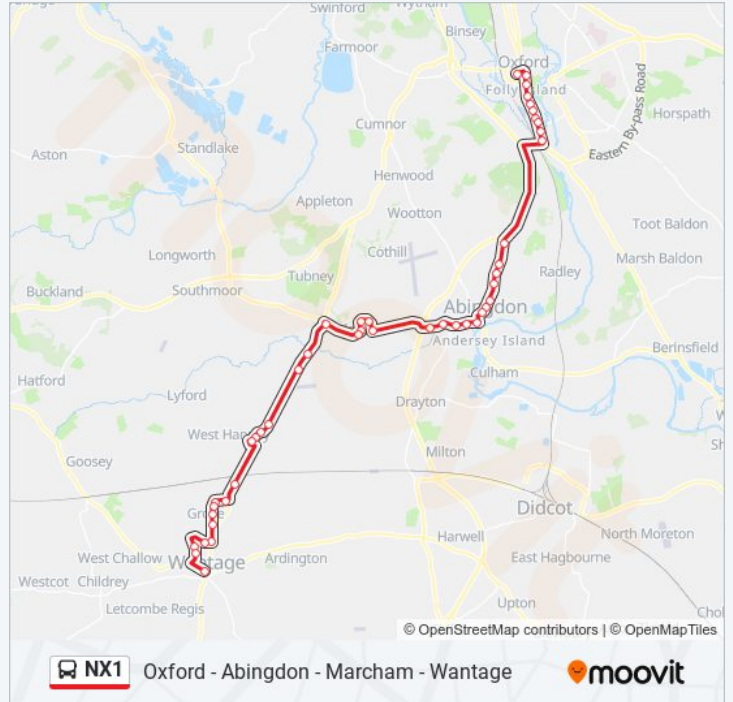 Swinford
Wytham
Binsey
Farmoor
Oxford
Folly Island
Eastern By-pass Road
Horspath
Cumnor
Standlake
Aston
Henwood
Appleton
Wootton
Toot Baldon
Cothill
Longworth
Marsh Baldon
Tubney
Radley
Buckland
Southmoor
Abingdon
Andersey Island
Berinsfield
Culham
Hatford
Lyford
Drayton
West Han
Milton
Goosey
Didcot
Grove
North Moreton
Harwell
West Challow
Wantage
Ardington
East Hagbourne
Westcot
Childrey
Upton
Letcombe Regis
© OpenStreetMap contributors | © OpenMapTiles
NX1 Oxford - Abingdon - Marcham - Wantage
moovit